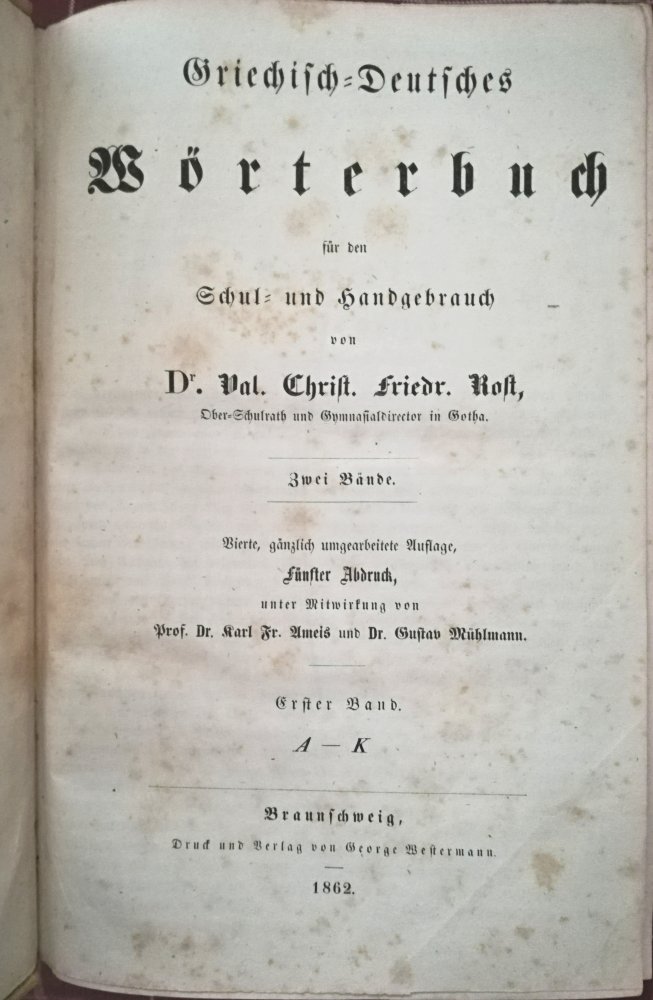 Griechisch-Deutsches
Wörterbuch
für den
Schul- und Handgebrauch
von
Dr. Val. Christ. Friedr. Rost,
Ober-Schulrath und Gymnasialdirector in Gotha.
Zwei Bände.
Vierte, gänzlich umgearbeitete Auflage,
Fünfter Abdruck,
unter Mitwirkung von
Prof. Dr. Karl Fr. Ameis und Dr. Gustav Mühlmann.
Erster Band.
A — K
Braunschweig,
Druck und Verlag von George Westermann.
1862.